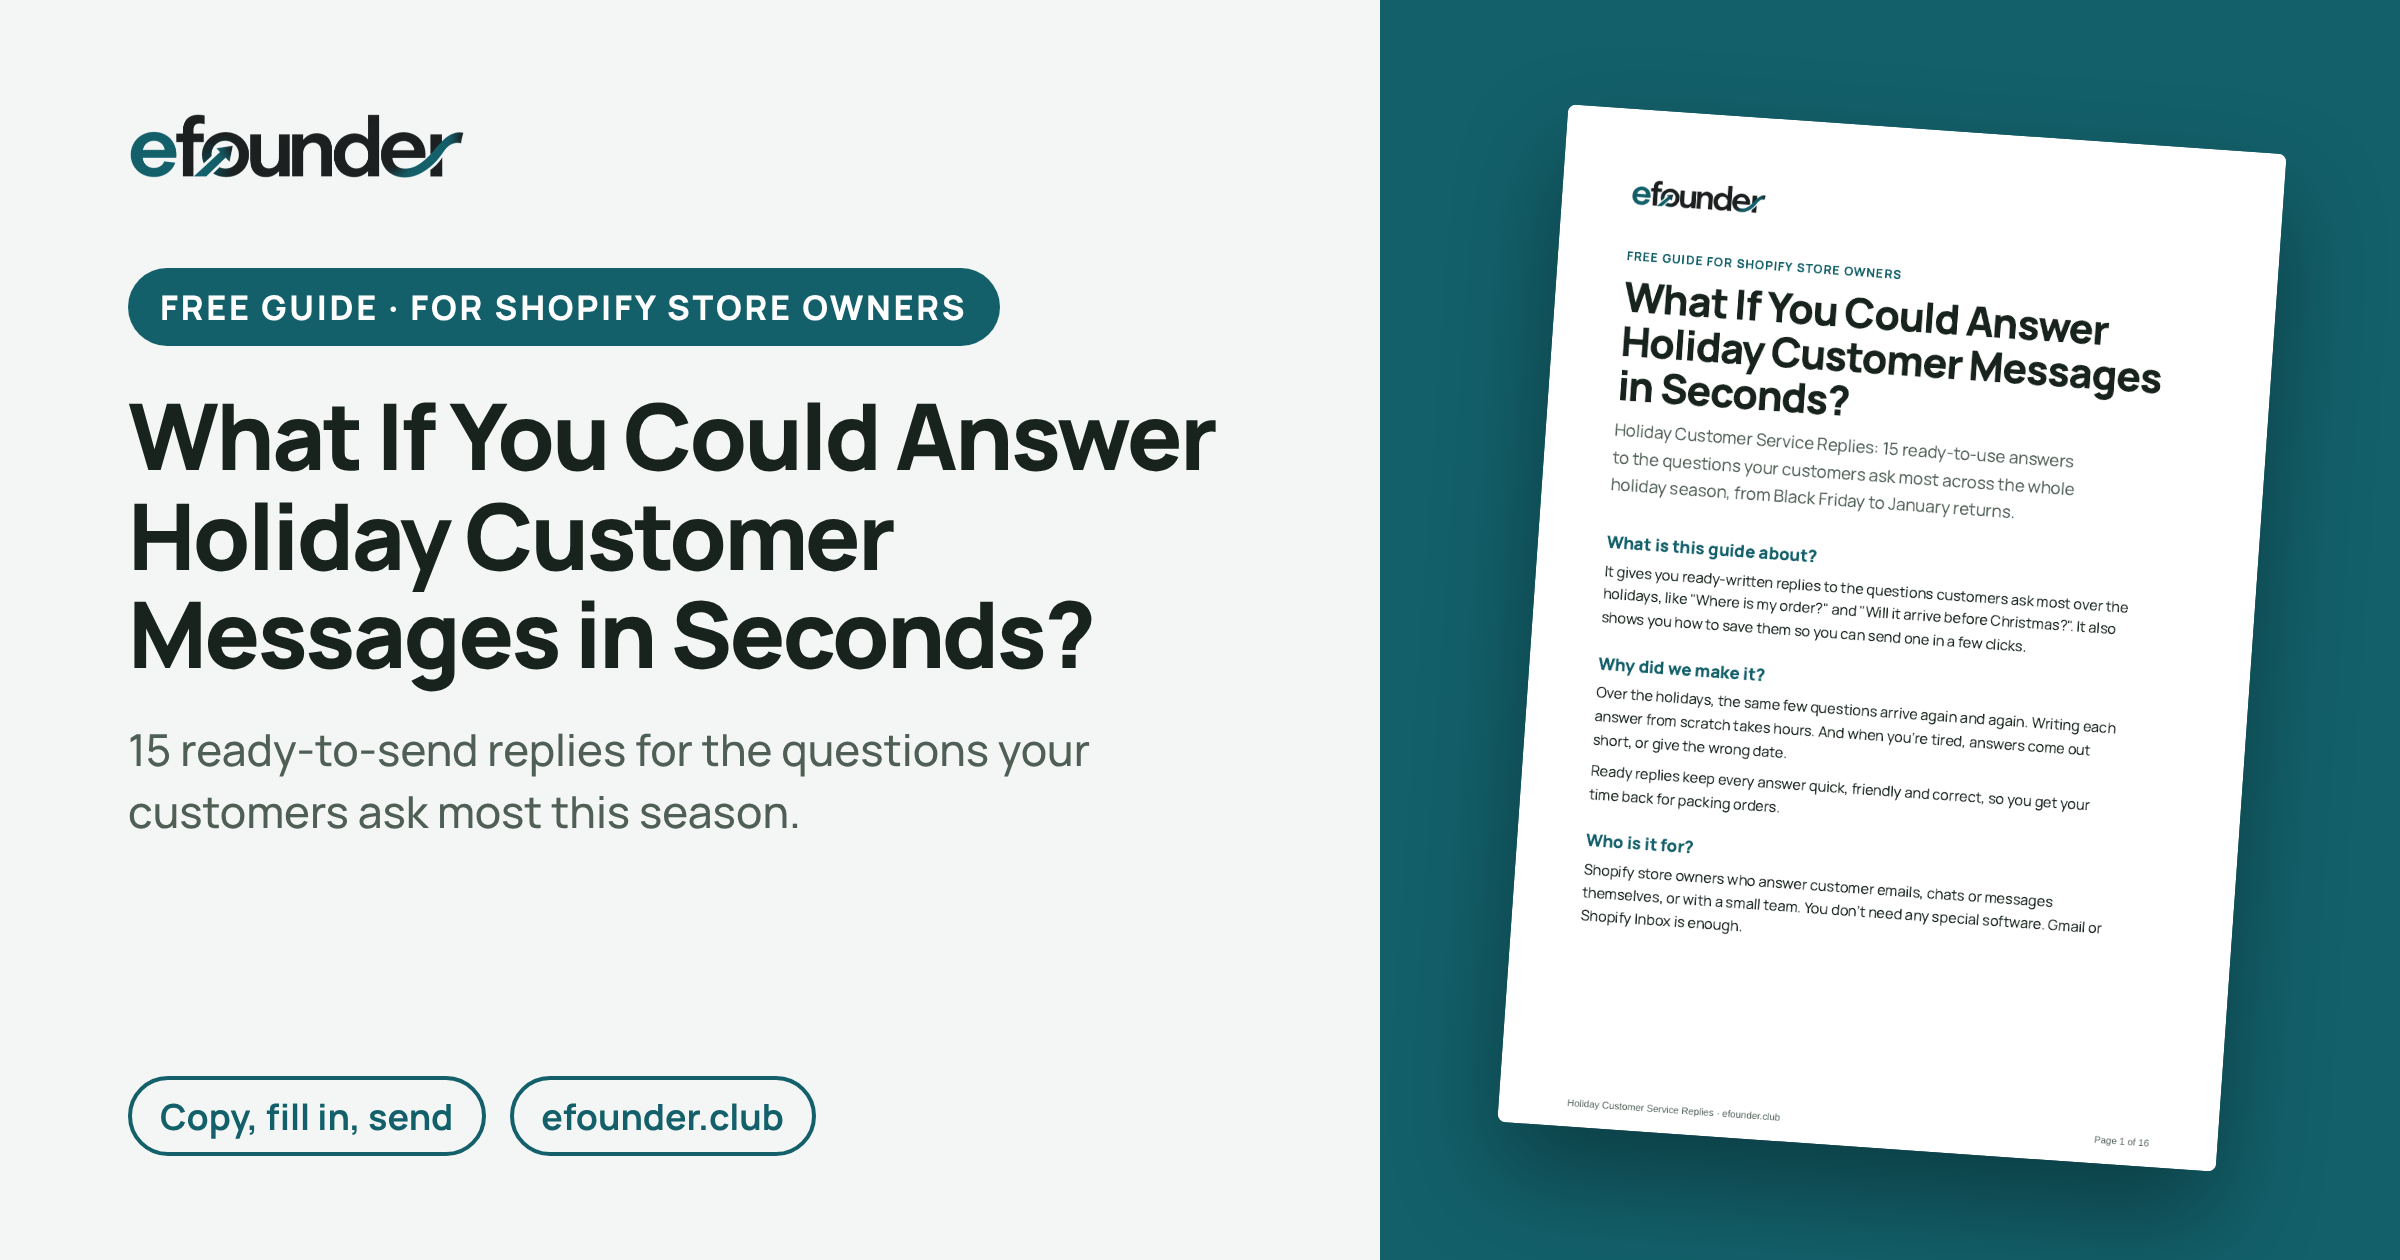 efounder
FREE GUIDE · FOR SHOPIFY STORE OWNERS
What If You Could Answer
Holiday Customer
Messages in Seconds?
15 ready-to-send replies for the questions your
customers ask most this season.
Copy, fill in, send
efounder.club
efounder
FREE GUIDE FOR SHOPIFY STORE OWNERS
What If You Could Answer
Holiday Customer Messages
in Seconds?
Holiday Customer Service Replies: 15 ready-to-use answers
to the questions your customers ask most across the whole
holiday season, from Black Friday to January returns.
What is this guide about?
It gives you ready-written replies to the questions customers ask most over the
holidays, like "Where is my order?" and "Will it arrive before Christmas?". It also
shows you how to save them so you can send one in a few clicks.
Why did we make it?
Over the holidays, the same few questions arrive again and again. Writing each
answer from scratch takes hours. And when you're tired, answers come out
short, or give the wrong date.
Ready replies keep every answer quick, friendly and correct, so you get your
time back for packing orders.
Who is it for?
Shopify store owners who answer customer emails, chats or messages
themselves, or with a small team. You don't need any special software. Gmail or
Shopify Inbox is enough.
Holiday Customer Service Replies · efounder.club
Page 1 of 16